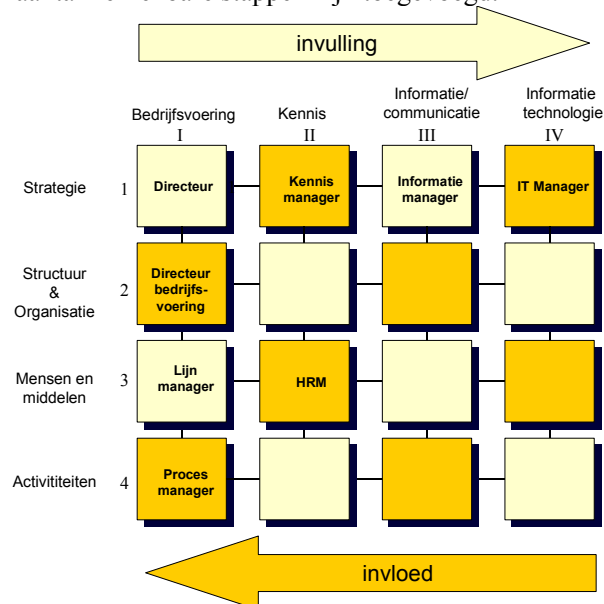 invulling
Informatie/ Informatie
Bedrijfsvoering Kennis communicatie technologie
I II III IV
Strategie 1 Directeur Kennis manager Informatie manager IT Manager
Structuur
&
Organisatie
2
Directeur
bedrijfs-
voering
Mensen en
middelen
3
Lijn
manager
HRM
Activititeiten 4
Proces
manager
invloed